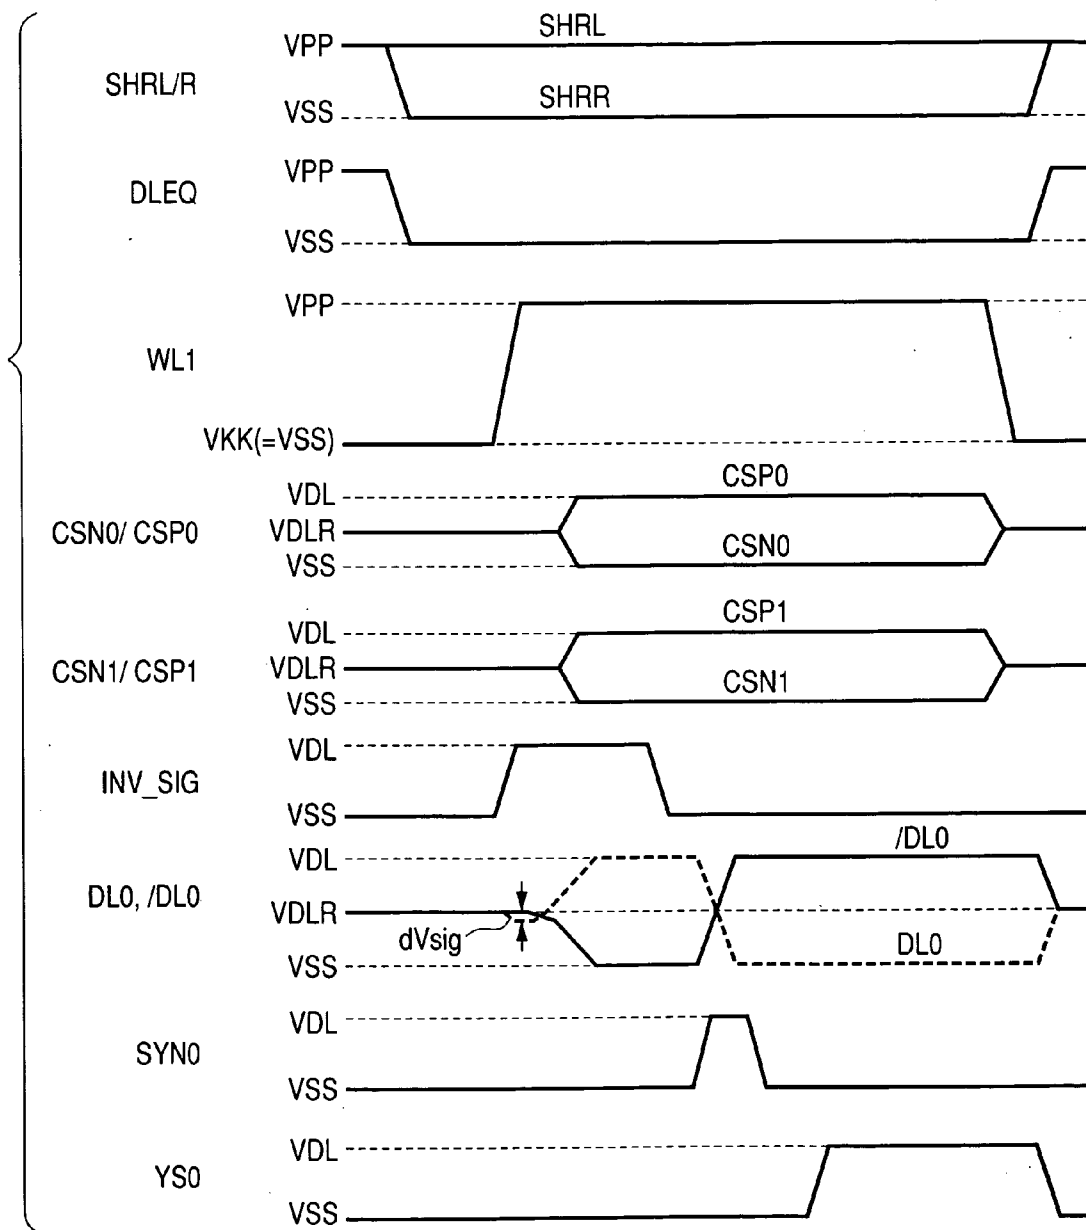 SHRL/R
VPP
SHRL
VSS
SHRR
DLEQ
VPP
VSS
WL1
VPP
VKK(=VSS)
CSN0/ CSP0
VDL
CSP0
VDLR
VSS
CSN0
CSN1/ CSP1
VDL
CSP1
VDLR
VSS
CSN1
INV_SIG
VDL
VSS
DL0, /DL0
VDL
/DL0
VDLR
dVsig
VSS
DL0
SYN0
VDL
VSS
YS0
VDL
VSS